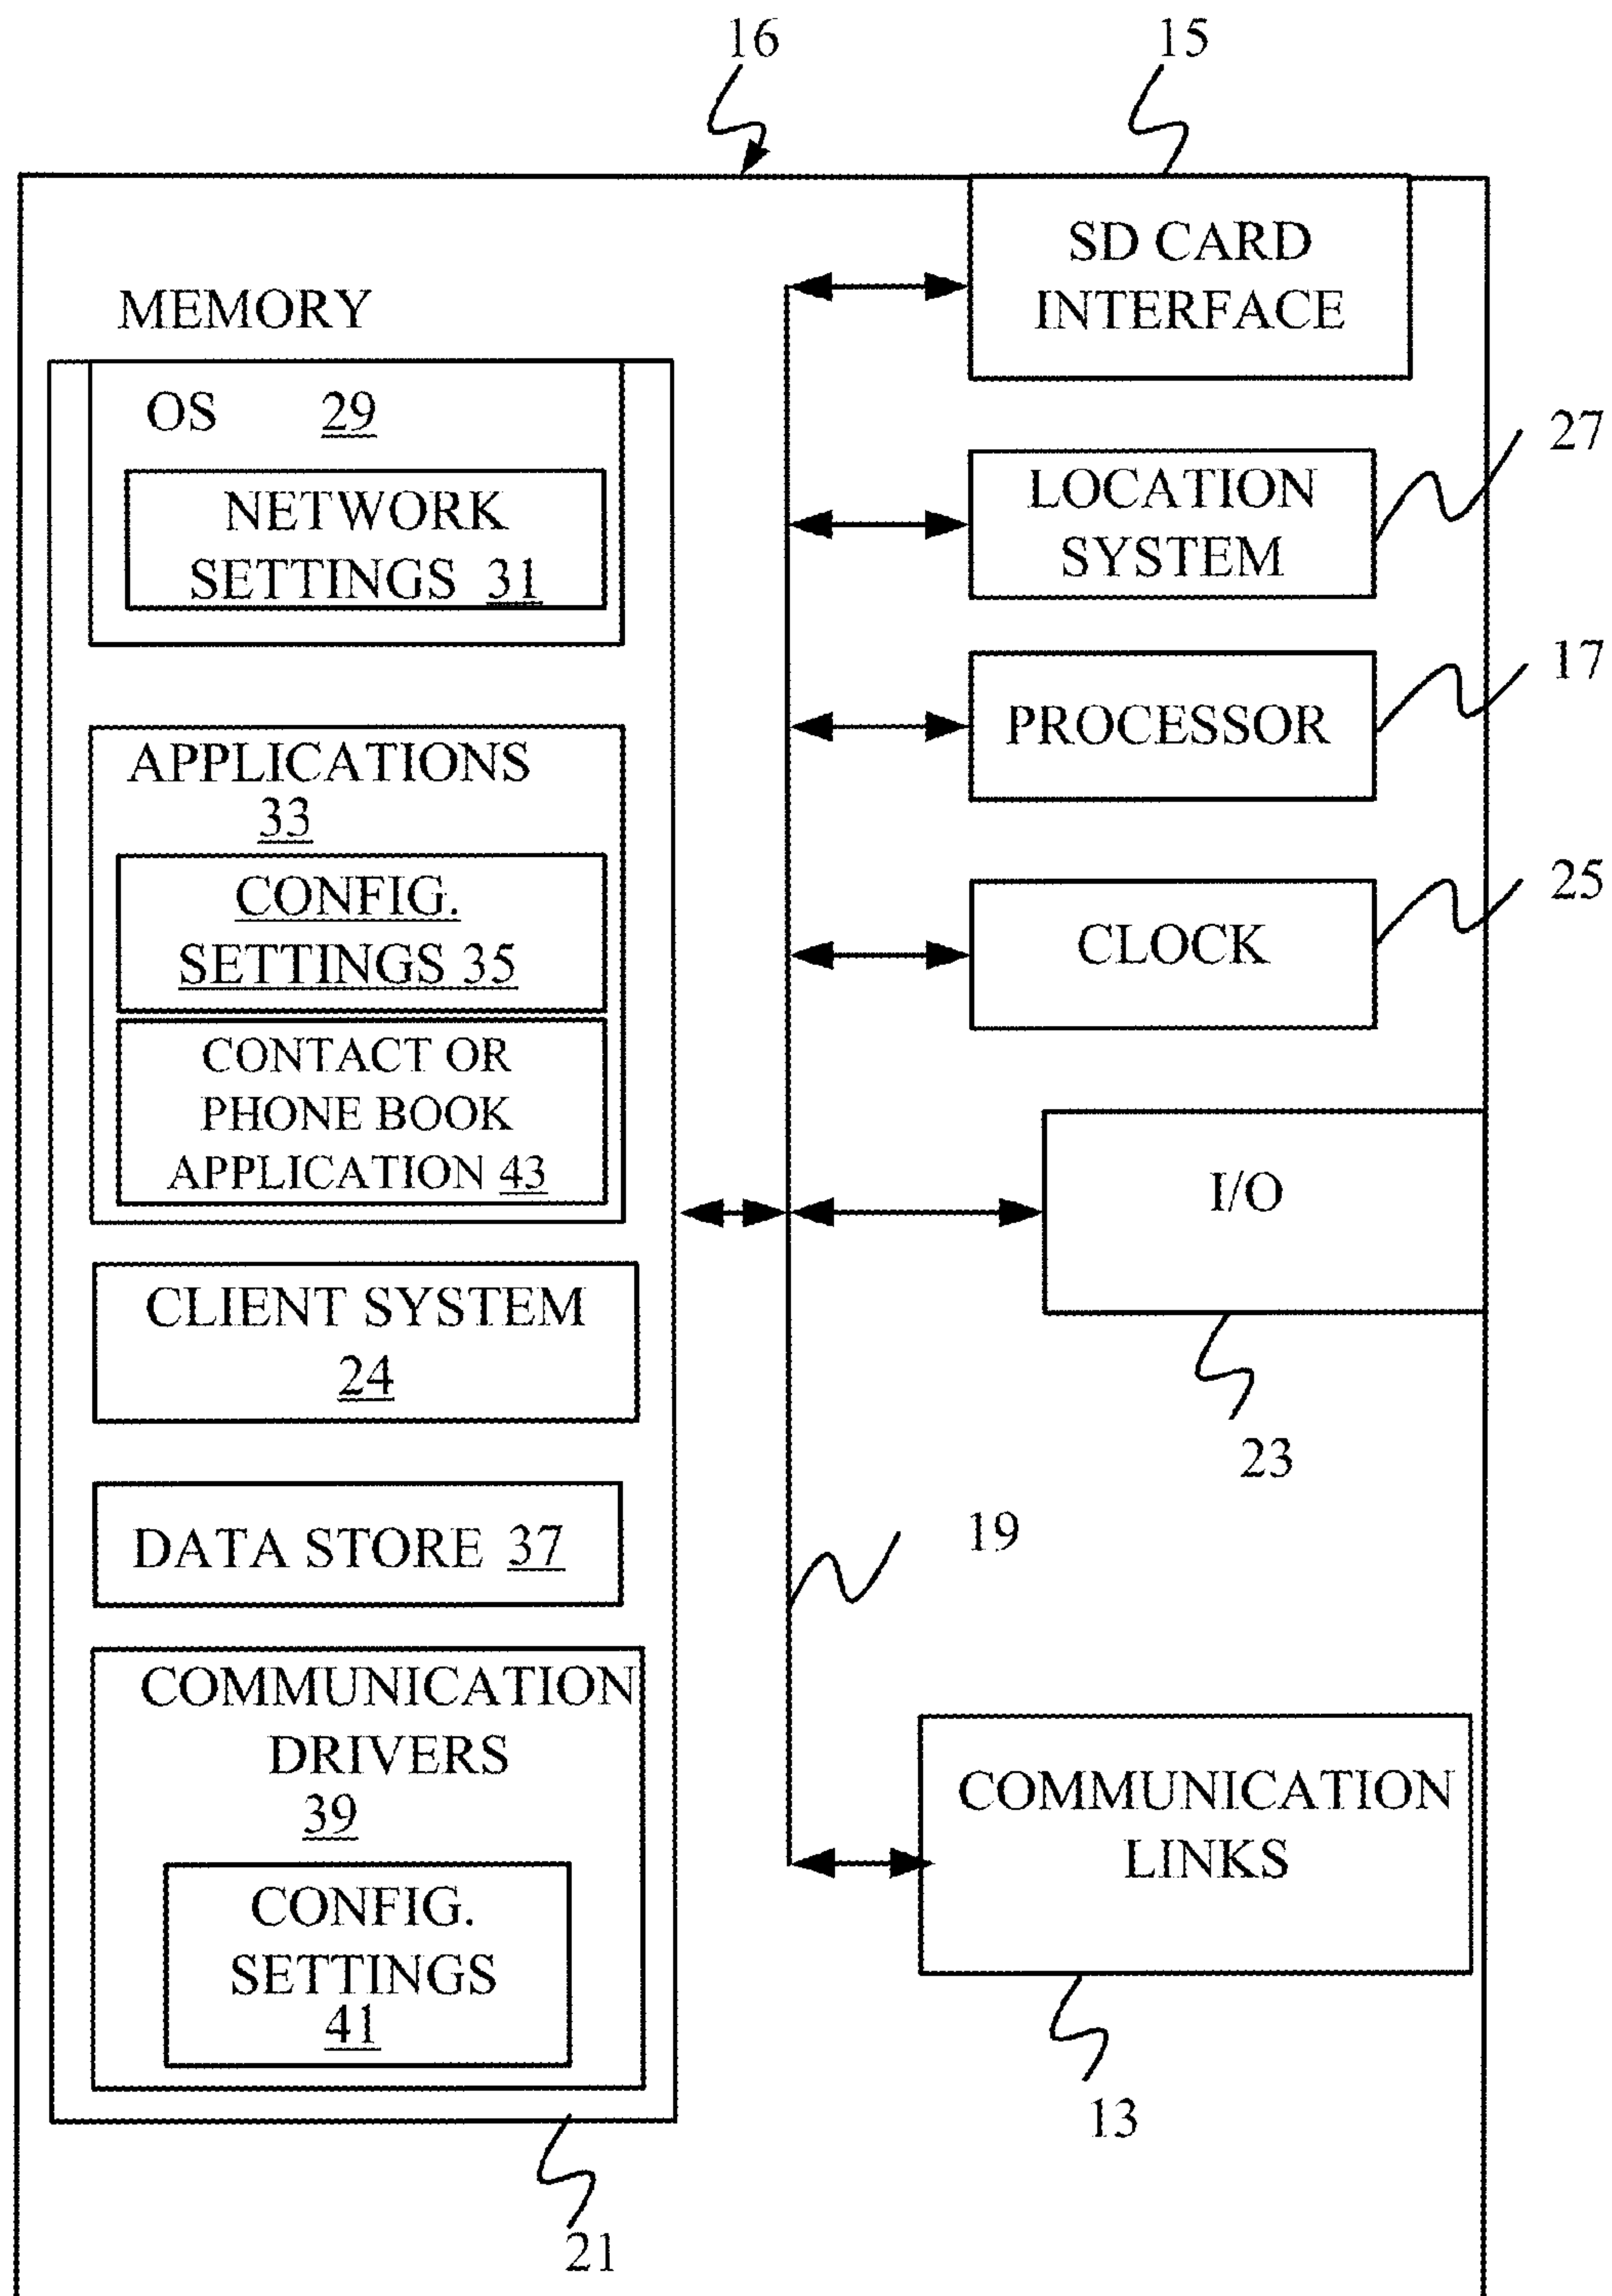 16
15
SD CARD
INTERFACE
MEMORY
OS 29
NETWORK
SETTINGS 31
27
LOCATION
SYSTEM
17
PROCESSOR
APPLICATIONS
33
CONFIG.
SETTINGS 35
25
CLOCK
CONTACT OR
PHONE BOOK
APPLICATION 43
I/O
23
CLIENT SYSTEM
24
19
DATA STORE 37
COMMUNICATION
DRIVERS
39
CONFIG.
SETTINGS
41
COMMUNICATION
LINKS
13
21